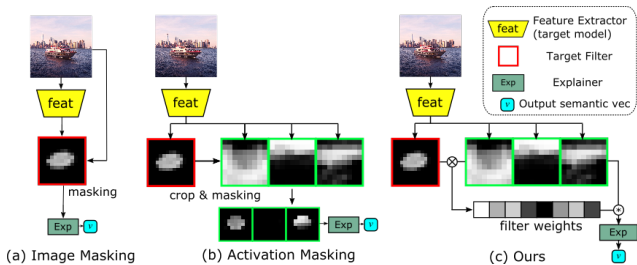 feat
masking
Exp
v
(a) Image Masking
feat
crop & masking
Exp
v
(b) Activation Masking
feat
filter weights
Exp
v
(c) Ours
feat
Feature Extractor
(target model)
Target Filter
Exp
Explainer
v
Output semantic vec